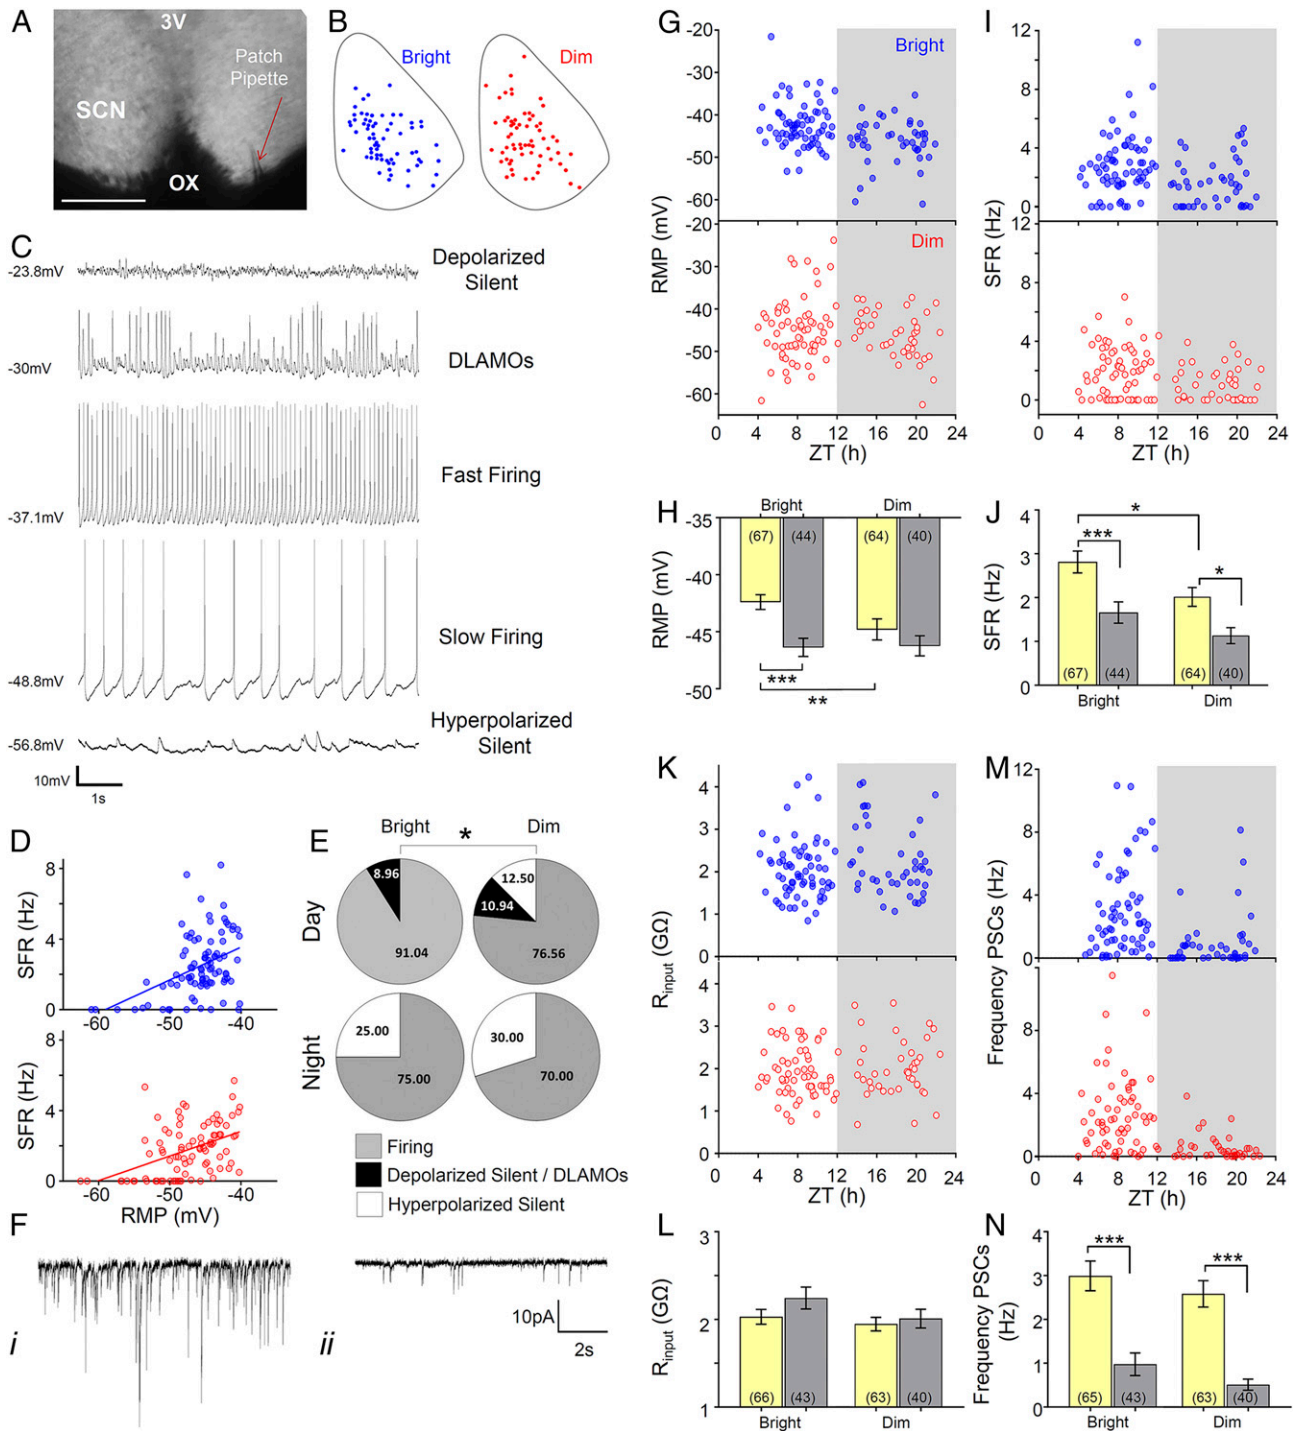 A
3V
Patch
Pipette
SCN
OX
B
Bright
Dim
C
-23.8mV
Depolarized
Silent
-30mV
DLAMOs
Fast Firing
-37.1mV
Slow Firing
-48.8mV
Hyperpolarized
Silent
-56.8mV
10mV
1s
D
8
SFR (Hz)
4
0
-60
-50
-40
8
SFR (Hz)
4
0
-60
-50
-40
RMP (mV)
E
Bright
*
Dim
Day
8.96
91.04
12.50
10.94
76.56
Night
25.00
75.00
30.00
70.00
Firing
Depolarized Silent / DLAMOs
Hyperpolarized Silent
F
i
ii
10pA
2s
G
-20
Bright
-30
-40
-50
-60
RMP (mV)
-20
Dim
-30
-40
-50
-60
0
4
8
12
16
20
24
ZT (h)
H
Bright
Dim
-35
(67)
(44)
(64)
(40)
-40
RMP (mV)
-45
-50
***
**
I
12
8
4
0
SFR (Hz)
12
8
4
0
0
4
8
12
16
20
24
ZT (h)
J
4
3
2
1
0
SFR (Hz)
*
***
*
(67)
(44)
(64)
(40)
Bright
Dim
K
4
3
2
1
0
Rinput (GΩ)
4
3
2
1
0
0
4
8
12
16
20
24
ZT (h)
L
3
2
1
Rinput (GΩ)
(66)
(43)
(63)
(40)
Bright
Dim
M
12
8
4
0
Frequency PSCs (Hz)
8
4
0
0
4
8
12
16
20
24
ZT (h)
N
4
3
2
1
0
Frequency PSCs
(Hz)
***
***
(65)
(43)
(63)
(40)
Bright
Dim